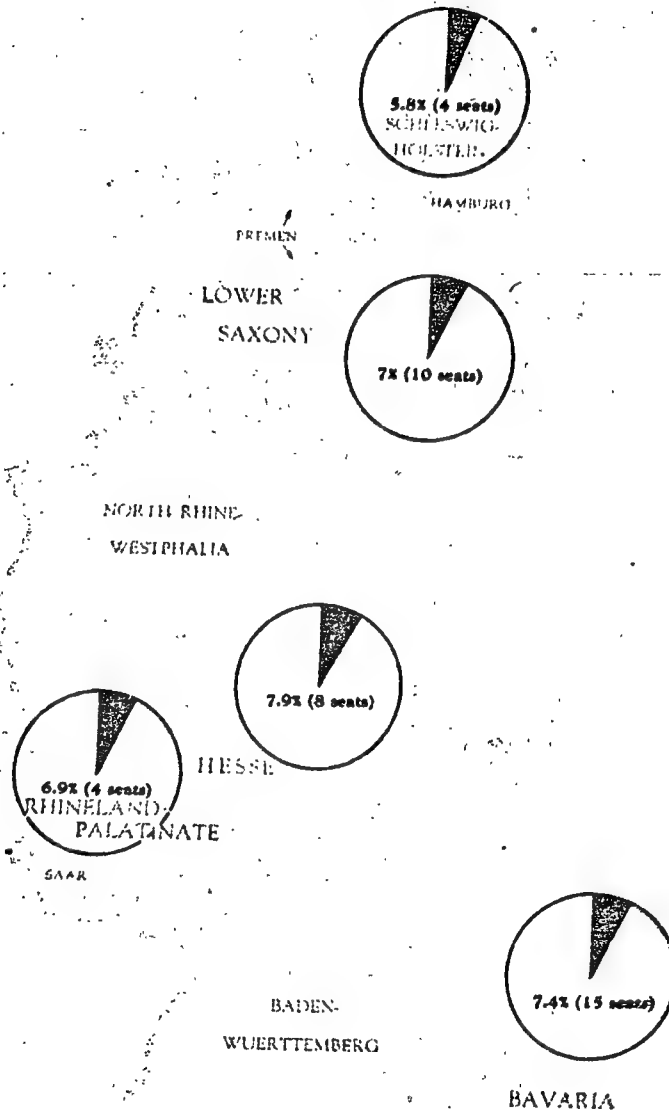 5.8% (4 seats)
SCHLESWIG-
HOLSTEIN
HAMBURG
BREMEN
LOWER
SAXONY
7% (10 seats)
NORTH RHINE-
WESTPHALIA
7.9% (8 seats)
HESSE
6.9% (4 seats)
RHINELAND-
PALATINATE
SAAR
7.4% (15 seats)
BADEN-
WUERTTEMBERG
BAVARIA